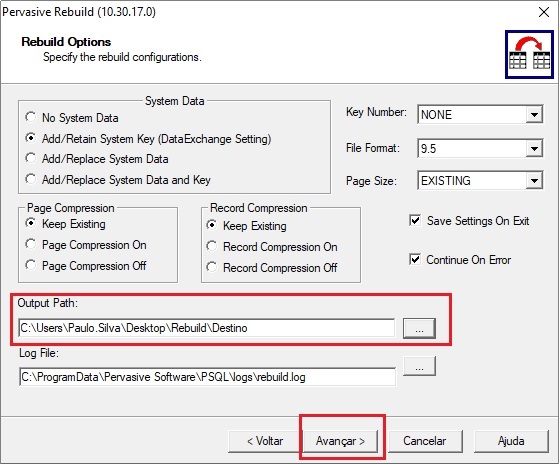 Pervasive Rebuild (10.30.17.0)
Rebuild Options
Specify the rebuild configurations.
System Data
No System Data
Add/Retain System Key (DataExchange Setting)
Add/Replace System Data
Add/Replace System Data and Key
Key Number: NONE
File Format: 9.5
Page Size: EXISTING
Page Compression
Keep Existing
Page Compression On
Page Compression Off
Record Compression
Keep Existing
Record Compression On
Record Compression Off
Save Settings On Exit
Continue On Error
Output Path:
C:\Users\Paulo.Silva\Desktop\Rebuild\Destino ...
Log File:
C:\ProgramData\Pervasive Software\PSQL\logs\rebuild.log ...
< Voltar Avançar > Cancelar Ajuda